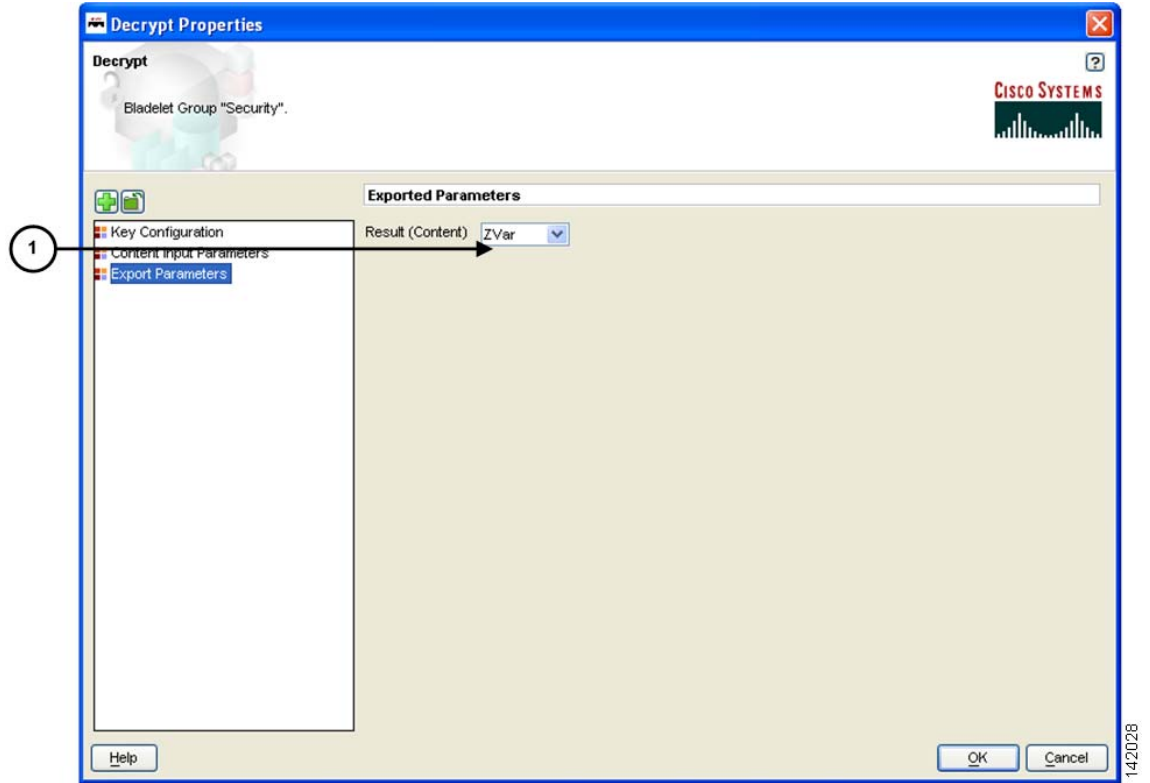 Decrypt Properties
Decrypt
?
Bladelet Group "Security".
CISCO SYSTEMS
Exported Parameters
Key Configuration
Content Input Parameters
Export Parameters
Result (Content) ZVar
1
Help
OK
Cancel
142028